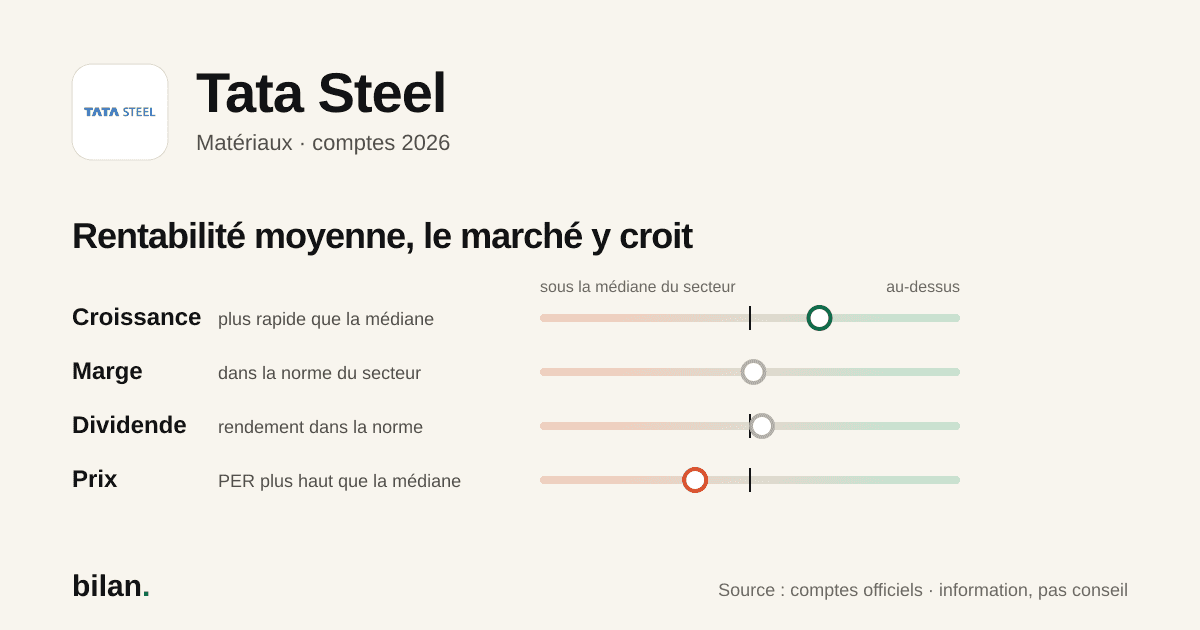 TATA STEEL
Tata Steel
Matériaux · comptes 2026
Rentabilité moyenne, le marché y croit
sous la médiane du secteur au-dessus
Croissance plus rapide que la médiane
Marge dans la norme du secteur
Dividende rendement dans la norme
Prix PER plus haut que la médiane
bilan.
Source : comptes officiels · information, pas conseil